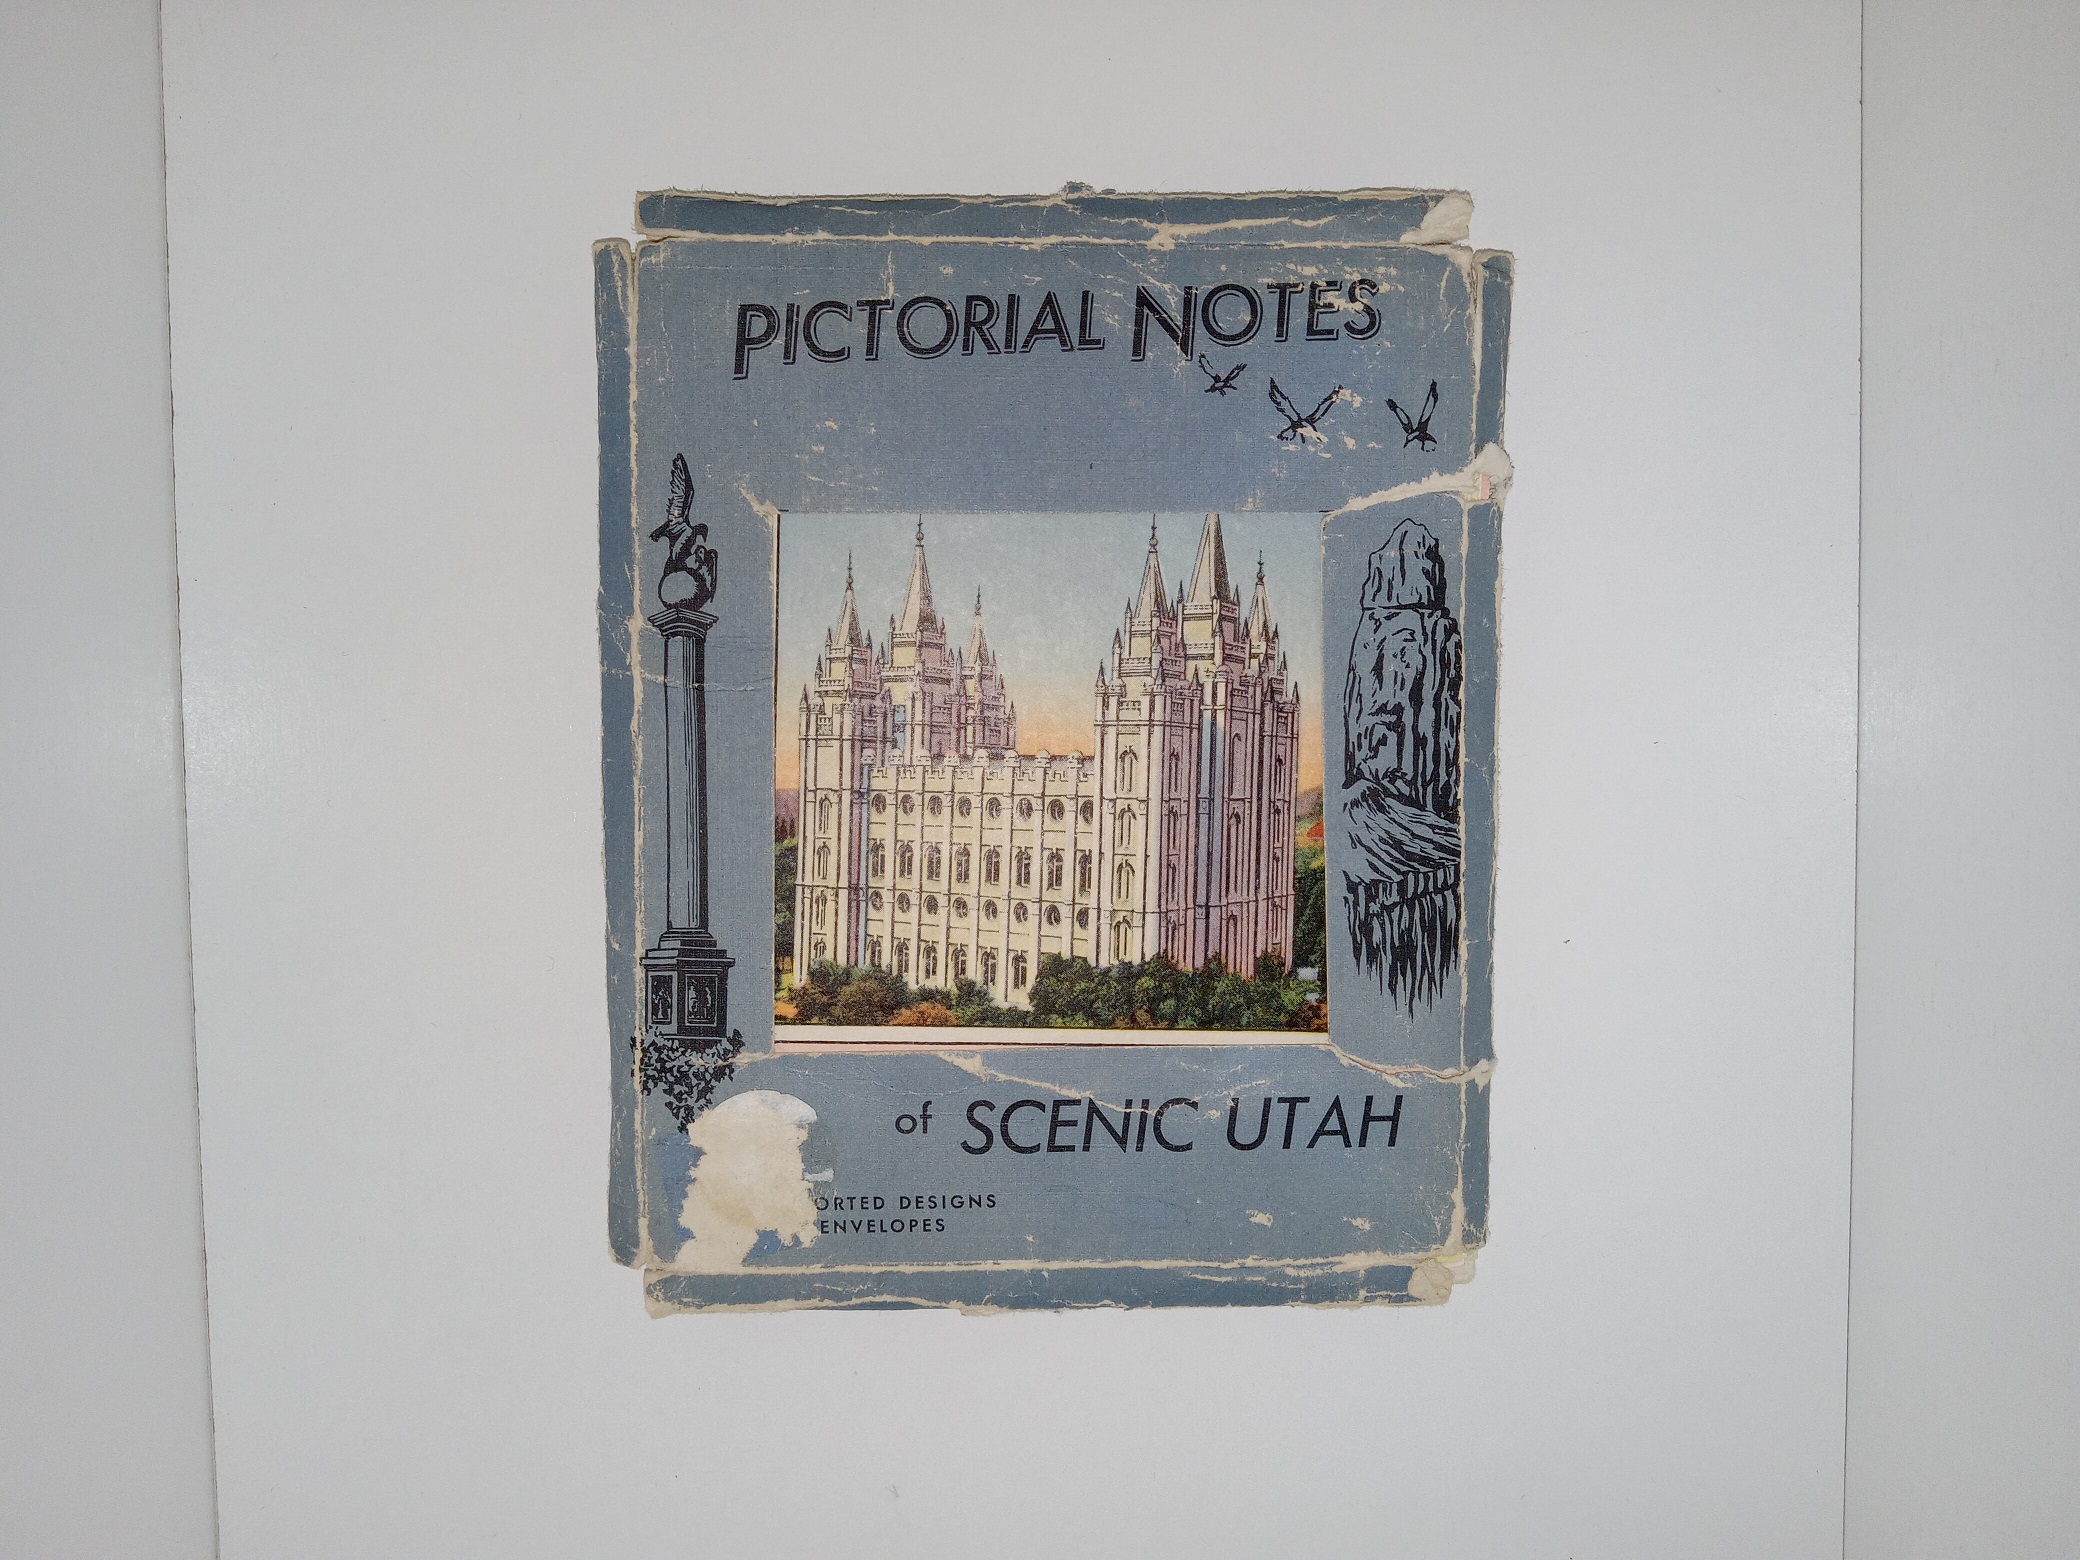 PICTORIAL NOTES
of SCENIC UTAH
ORTED DESIGNS
ENVELOPES